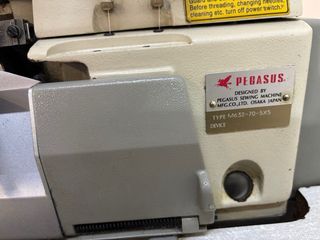 Before threading, changing needles,
cleaning etc. turn off power switch.
PEGASUS
DESIGNED BY
PEGASUS SEWING MACHINE
MFG.CO.,LTD. OSAKA JAPAN
TYPE M632-70-5X5
DEVICE